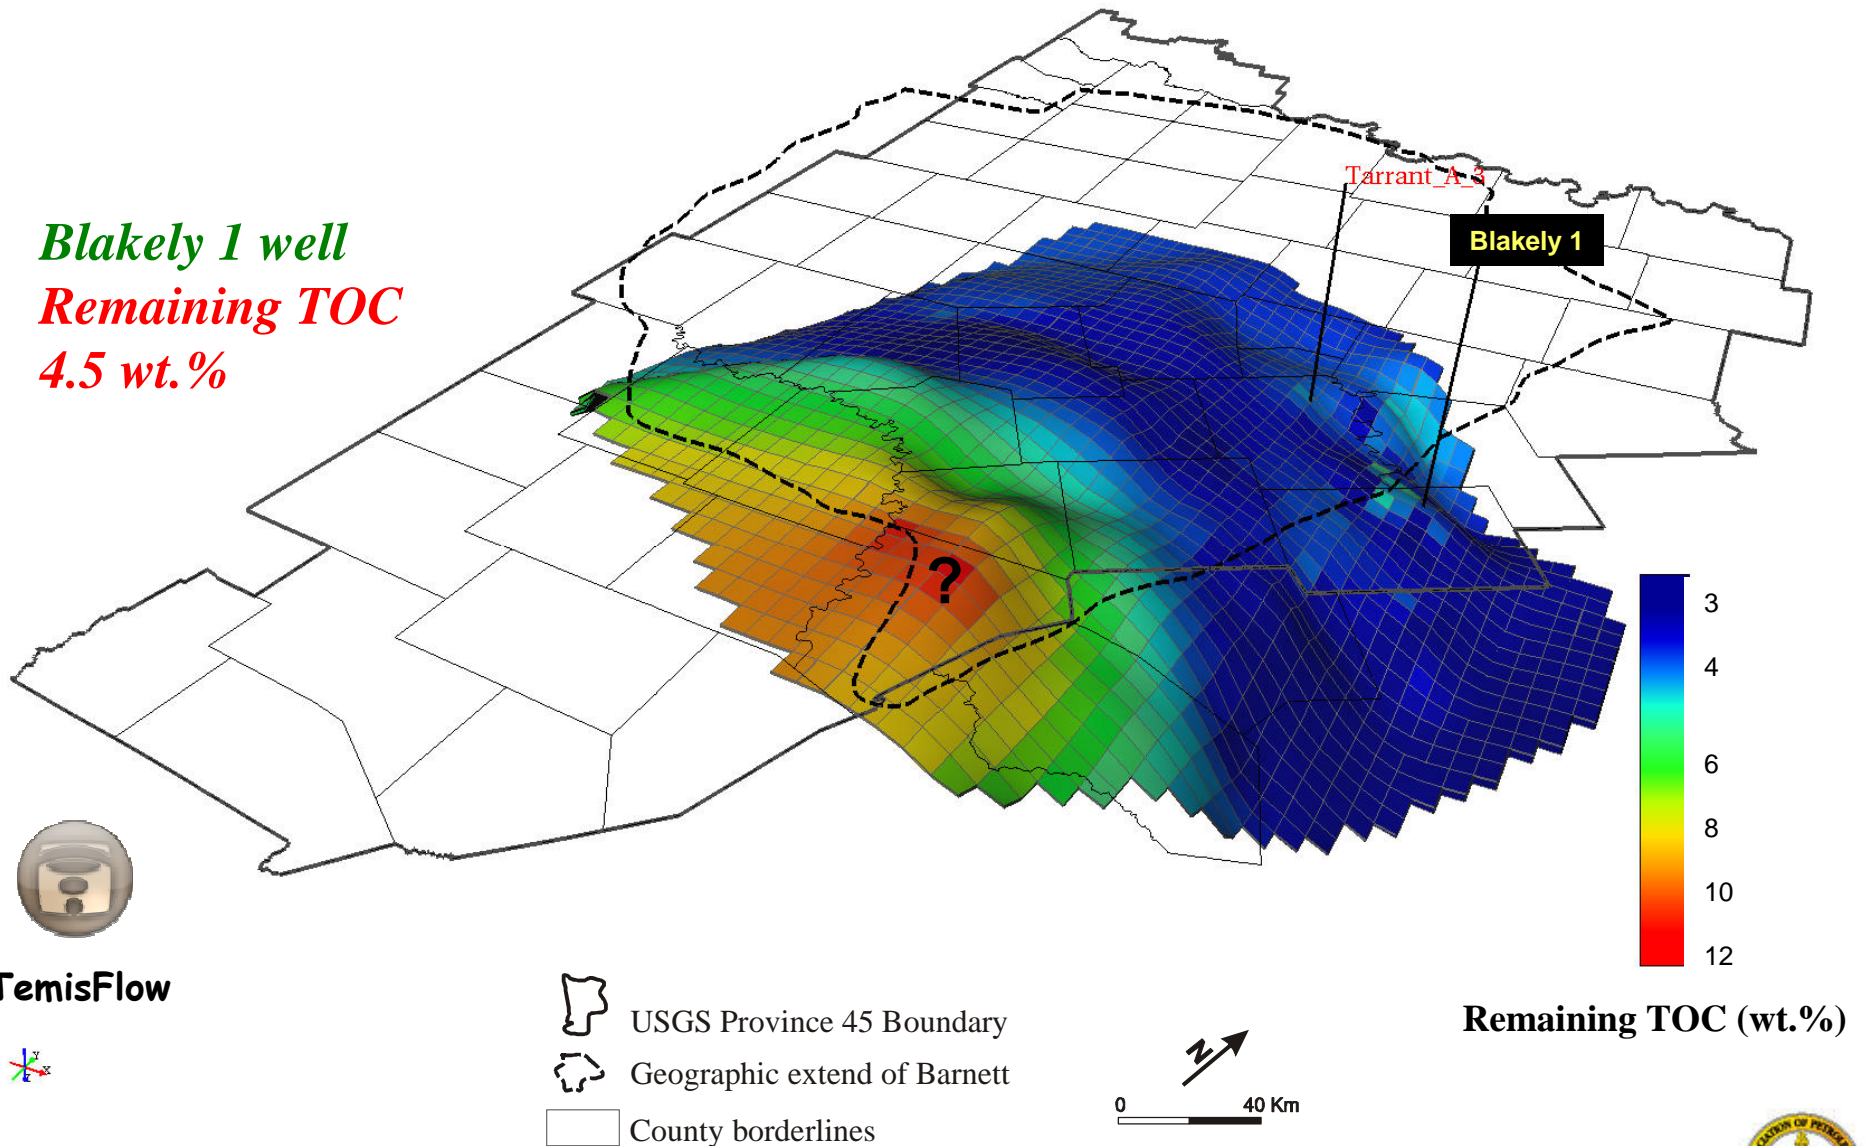 Tarrant_A_3
Blakely 1
Blakely 1 well
Remaining TOC
4.5 wt.%
?
3
4
6
8
10
12
Remaining TOC (wt.%)
TemisFlow
Y
X
USGS Province 45 Boundary
Geographic extend of Barnett
County borderlines
N
0 40 Km